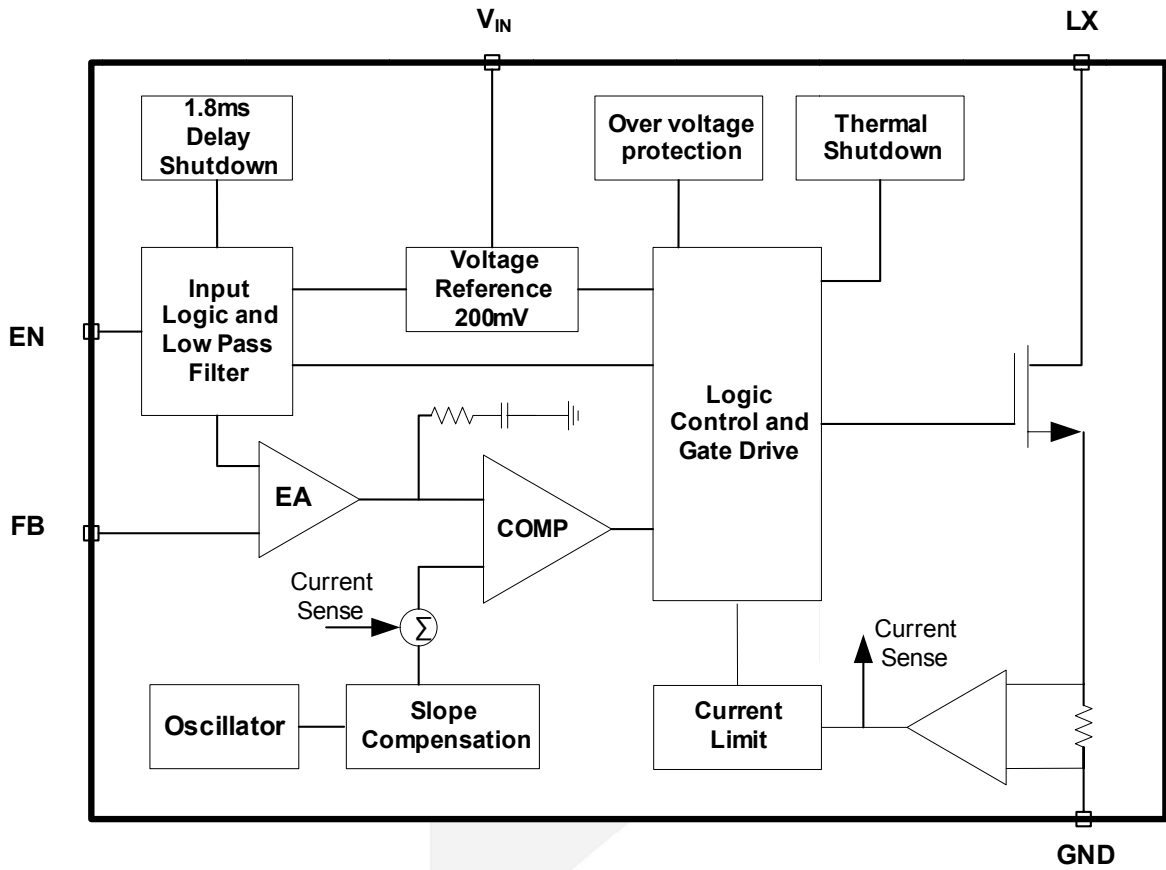 VIN
LX
1.8ms
Delay
Shutdown
Over voltage
protection
Thermal
Shutdown
Input
Logic and
Low Pass
Filter
Voltage
Reference
200mV
EN
Logic
Control and
Gate Drive
EA
COMP
FB
Current
Sense
Σ
Current
Sense
Oscillator
Slope
Compensation
Current
Limit
GND